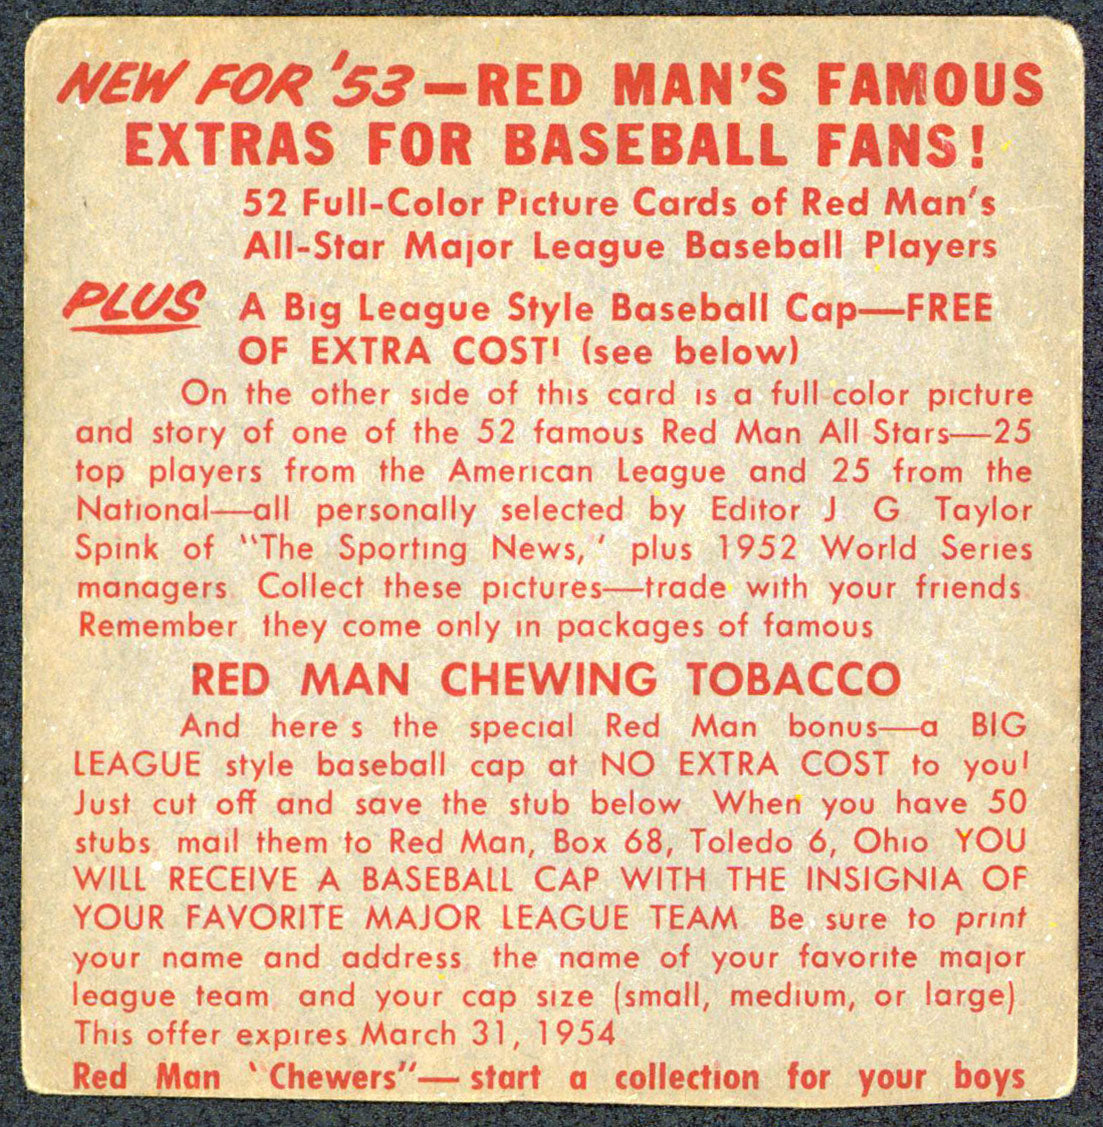 NEW FOR '53—RED MAN'S FAMOUS
EXTRAS FOR BASEBALL FANS!
52 Full-Color Picture Cards of Red Man's
All-Star Major League Baseball Players
PLUS A Big League Style Baseball Cap—FREE
OF EXTRA COST! (see below)
On the other side of this card is a full color picture
and story of one of the 52 famous Red Man All Stars—25
top players from the American League and 25 from the
National—all personally selected by Editor J G Taylor
Spink of "The Sporting News," plus 1952 World Series
managers Collect these pictures—trade with your friends
Remember they come only in packages of famous
RED MAN CHEWING TOBACCO
And here s the special Red Man bonus—a BIG
LEAGUE style baseball cap at NO EXTRA COST to you!
Just cut off and save the stub below When you have 50
stubs mail them to Red Man, Box 68, Toledo 6, Ohio YOU
WILL RECEIVE A BASEBALL CAP WITH THE INSIGNIA OF
YOUR FAVORITE MAJOR LEAGUE TEAM Be sure to print
your name and address the name of your favorite major
league team and your cap size (small, medium, or large)
This offer expires March 31, 1954
Red Man "Chewers"—start a collection for your boys